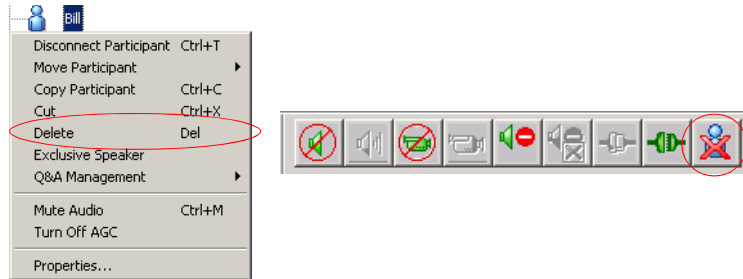 Bill
Disconnect Participant Ctrl+T
Move Participant
Copy Participant Ctrl+C
Cut Ctrl+X
Delete Del
Exclusive Speaker
Q&A Management
Mute Audio Ctrl+M
Turn Off AGC
Properties...